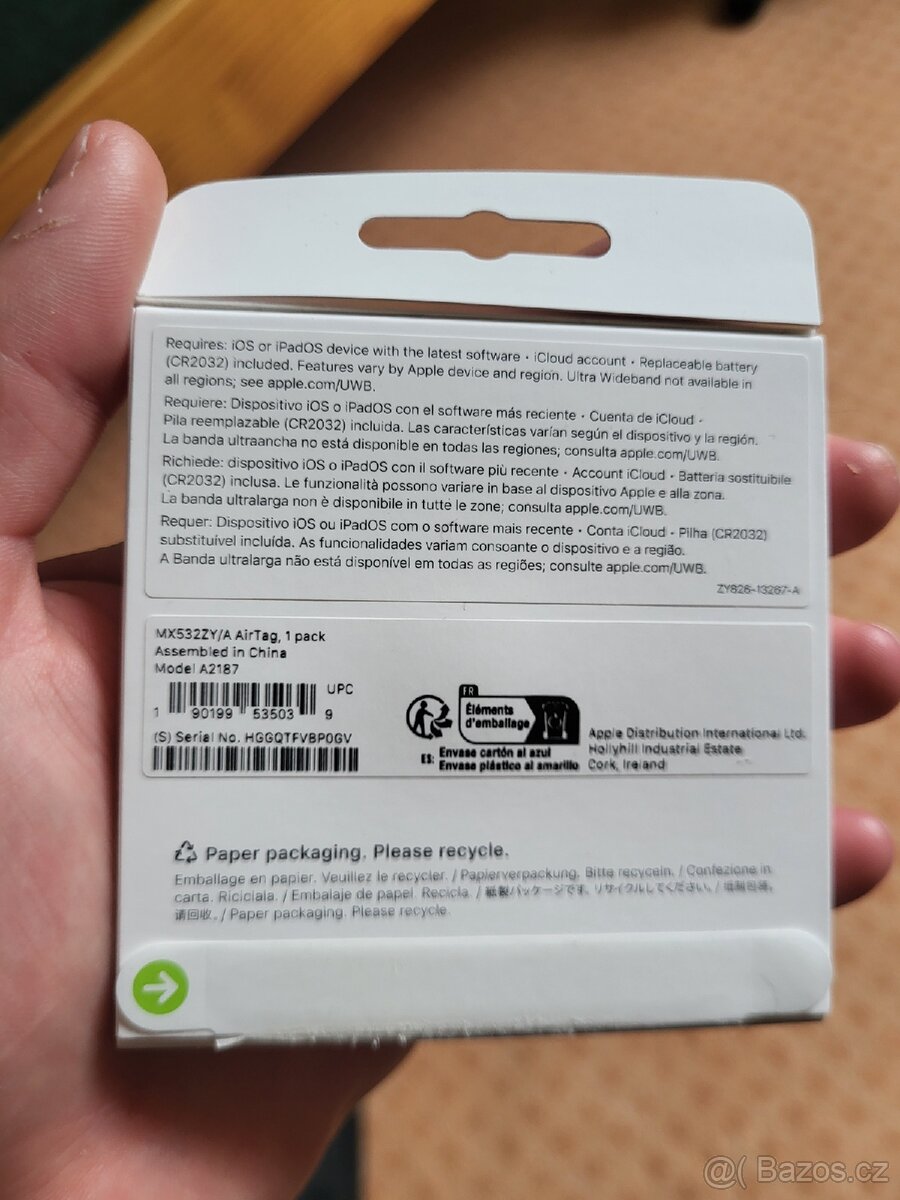 Requires: iOS or iPadOS device with the latest software • iCloud account • Replaceable battery
(CR2032) included. Features vary by Apple device and region. Ultra Wideband not available in
all regions; see apple.com/UWB.
Requiere: Dispositivo iOS o iPadOS con el software más reciente • Cuenta de iCloud •
Pila reemplazable (CR2032) incluida. Las características varían según el dispositivo y la región.
La banda ultraancha no está disponible en todas las regiones; consulta apple.com/UWB.
Richiede: dispositivo iOS o iPadOS con il software più recente • Account iCloud • Batteria sostituibile
(CR2032) inclusa. Le funzionalità possono variare in base al dispositivo Apple e alla zona.
La banda ultralarga non è disponibile in tutte le zone; consulta apple.com/UWB.
Requer: Dispositivo iOS ou iPadOS com o software mais recente • Conta iCloud • Pilha (CR2032)
substituível incluída. As funcionalidades variam consoante o dispositivo e a região.
A Banda ultralarga não está disponível em todas as regiões; consulte apple.com/UWB.
ZY826-13267-A
MX532ZY/A AirTag, 1 pack
Assembled in China
Model A2187
UPC
1 90199 53503 9
(S) Serial No. HGGQTFVBP0GV
FR
Éléments
d'emballage
ES: Envase cartón al azul
Envase plástico al amarillo
Apple Distribution International Ltd.
Hollyhill Industrial Estate
Cork, Ireland
Paper packaging. Please recycle.
Emballage en papier. Veuillez le recycler. / Papierverpackung. Bitte recyceln. / Confezione in
carta. Riciclala. / Embalaje de papel. Recicla. / 紙製パッケージです。リサイクルしてください。/ 纸制包装，
请回收。/ Paper packaging. Please recycle.
@( Bazos.cz